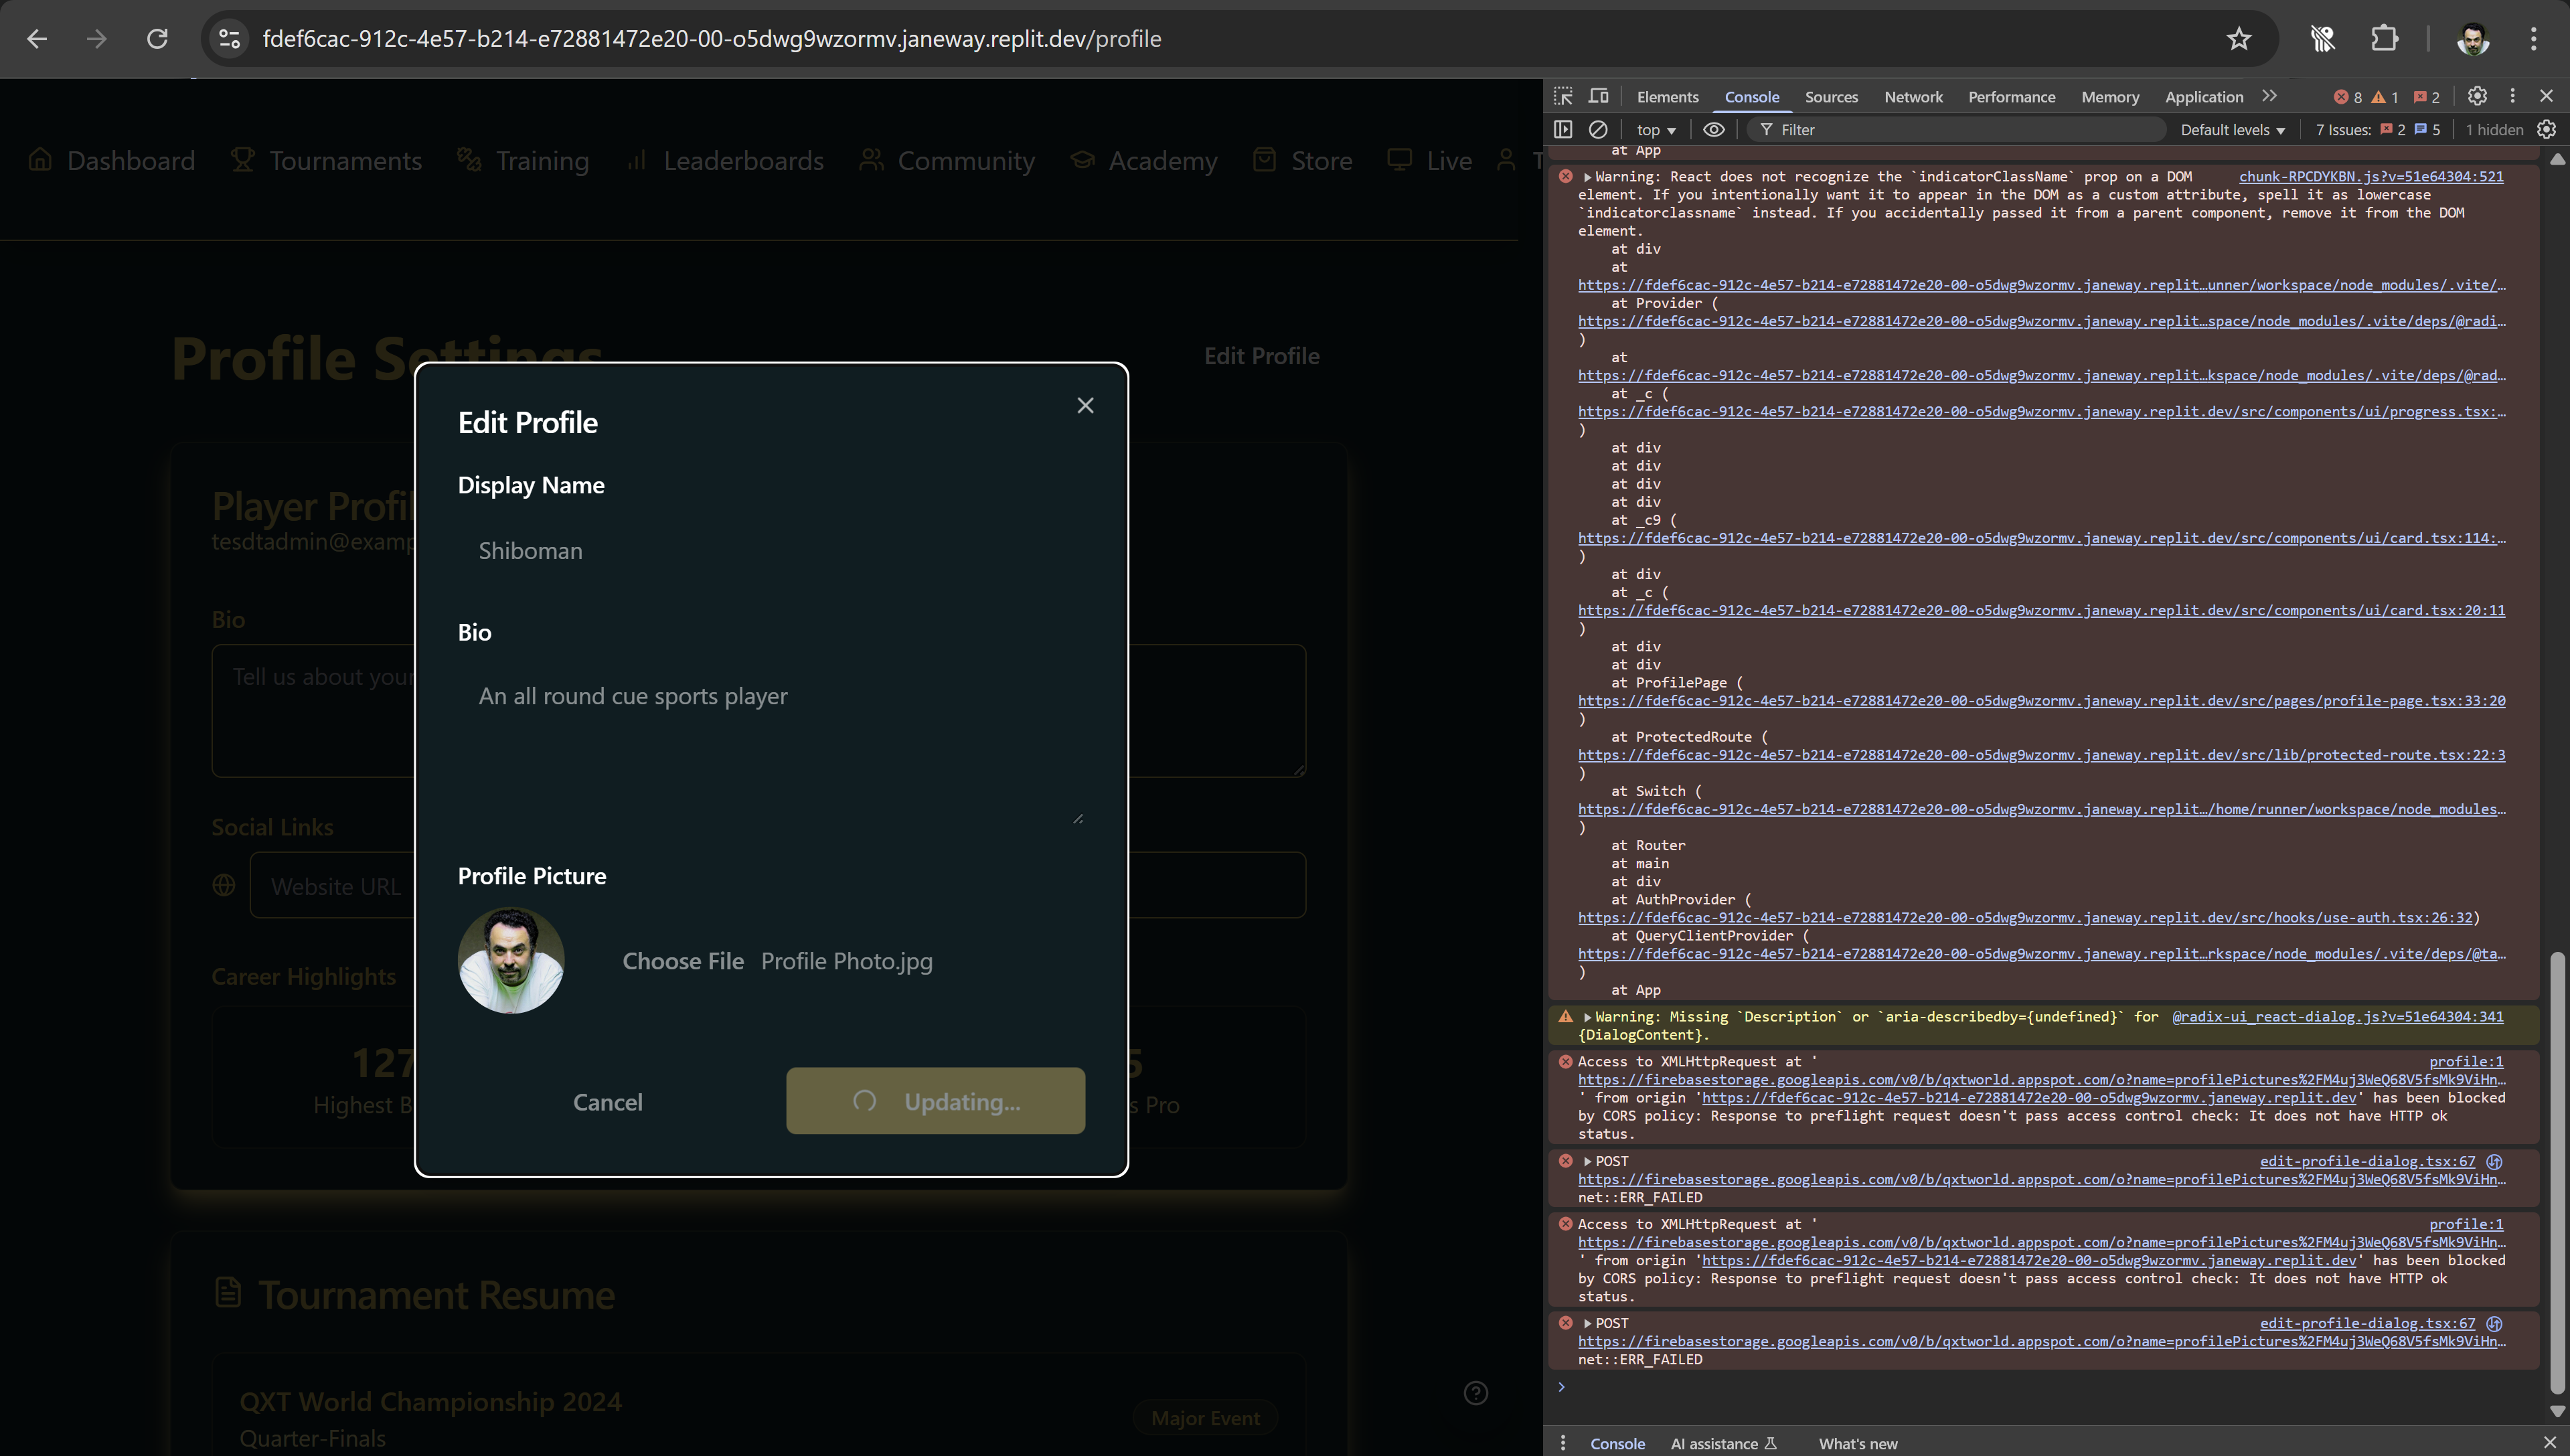 fdef6cac-912c-4e57-b214-e72881472e20-00-o5dwg9wzormv.janeway.replit.dev/profile
Dashboard Tournaments Training Leaderboards Community Academy Store Live
Profile Settings
Edit Profile
Player Profil
tesdtadmin@examp
Bio
Tell us about your
Social Links
Website URL
Career Highlights
127
Highest B
5
s Pro
Tournament Resume
QXT World Championship 2024
Quarter-Finals
Major Event
Edit Profile
Display Name
Shiboman
Bio
An all round cue sports player
Profile Picture
Choose File Profile Photo.jpg
Cancel
Updating...
Elements Console Sources Network Performance Memory Application 8 1 2
top Filter Default levels 7 Issues: 2 5 1 hidden
at App
Warning: React does not recognize the `indicatorClassName` prop on a DOM chunk-RPCDYKBN.js?v=51e64304:521
element. If you intentionally want it to appear in the DOM as a custom attribute, spell it as lowercase
`indicatorclassname` instead. If you accidentally passed it from a parent component, remove it from the DOM
element.
at div
at
https://fdef6cac-912c-4e57-b214-e72881472e20-00-o5dwg9wzormv.janeway.replit…unner/workspace/node_modules/.vite/…
at Provider (
https://fdef6cac-912c-4e57-b214-e72881472e20-00-o5dwg9wzormv.janeway.replit…space/node_modules/.vite/deps/@radi…
)
at
https://fdef6cac-912c-4e57-b214-e72881472e20-00-o5dwg9wzormv.janeway.replit…kspace/node_modules/.vite/deps/@rad…
at _c (
https://fdef6cac-912c-4e57-b214-e72881472e20-00-o5dwg9wzormv.janeway.replit.dev/src/components/ui/progress.tsx:…
)
at div
at div
at div
at div
at _c9 (
https://fdef6cac-912c-4e57-b214-e72881472e20-00-o5dwg9wzormv.janeway.replit.dev/src/components/ui/card.tsx:114:…
)
at div
at _c (
https://fdef6cac-912c-4e57-b214-e72881472e20-00-o5dwg9wzormv.janeway.replit.dev/src/components/ui/card.tsx:20:11
)
at div
at div
at ProfilePage (
https://fdef6cac-912c-4e57-b214-e72881472e20-00-o5dwg9wzormv.janeway.replit.dev/src/pages/profile-page.tsx:33:20
)
at ProtectedRoute (
https://fdef6cac-912c-4e57-b214-e72881472e20-00-o5dwg9wzormv.janeway.replit.dev/src/lib/protected-route.tsx:22:3
)
at Switch (
https://fdef6cac-912c-4e57-b214-e72881472e20-00-o5dwg9wzormv.janeway.replit…/home/runner/workspace/node_modules…
)
at Router
at main
at div
at AuthProvider (
https://fdef6cac-912c-4e57-b214-e72881472e20-00-o5dwg9wzormv.janeway.replit.dev/src/hooks/use-auth.tsx:26:32)
at QueryClientProvider (
https://fdef6cac-912c-4e57-b214-e72881472e20-00-o5dwg9wzormv.janeway.replit…rkspace/node_modules/.vite/deps/@ta…
)
at App
Warning: Missing `Description` or `aria-describedby={undefined}` for @radix-ui_react-dialog.js?v=51e64304:341
{DialogContent}.
Access to XMLHttpRequest at ' profile:1
https://firebasestorage.googleapis.com/v0/b/qxtworld.appspot.com/o?name=profilePictures%2FM4uj3WeQ68V5fsMk9ViHn…
' from origin 'https://fdef6cac-912c-4e57-b214-e72881472e20-00-o5dwg9wzormv.janeway.replit.dev' has been blocked
by CORS policy: Response to preflight request doesn't pass access control check: It does not have HTTP ok
status.
POST edit-profile-dialog.tsx:67
https://firebasestorage.googleapis.com/v0/b/qxtworld.appspot.com/o?name=profilePictures%2FM4uj3WeQ68V5fsMk9ViHn…
net::ERR_FAILED
Access to XMLHttpRequest at ' profile:1
https://firebasestorage.googleapis.com/v0/b/qxtworld.appspot.com/o?name=profilePictures%2FM4uj3WeQ68V5fsMk9ViHn…
' from origin 'https://fdef6cac-912c-4e57-b214-e72881472e20-00-o5dwg9wzormv.janeway.replit.dev' has been blocked
by CORS policy: Response to preflight request doesn't pass access control check: It does not have HTTP ok
status.
POST edit-profile-dialog.tsx:67
https://firebasestorage.googleapis.com/v0/b/qxtworld.appspot.com/o?name=profilePictures%2FM4uj3WeQ68V5fsMk9ViHn…
net::ERR_FAILED
Console AI assistance What's new